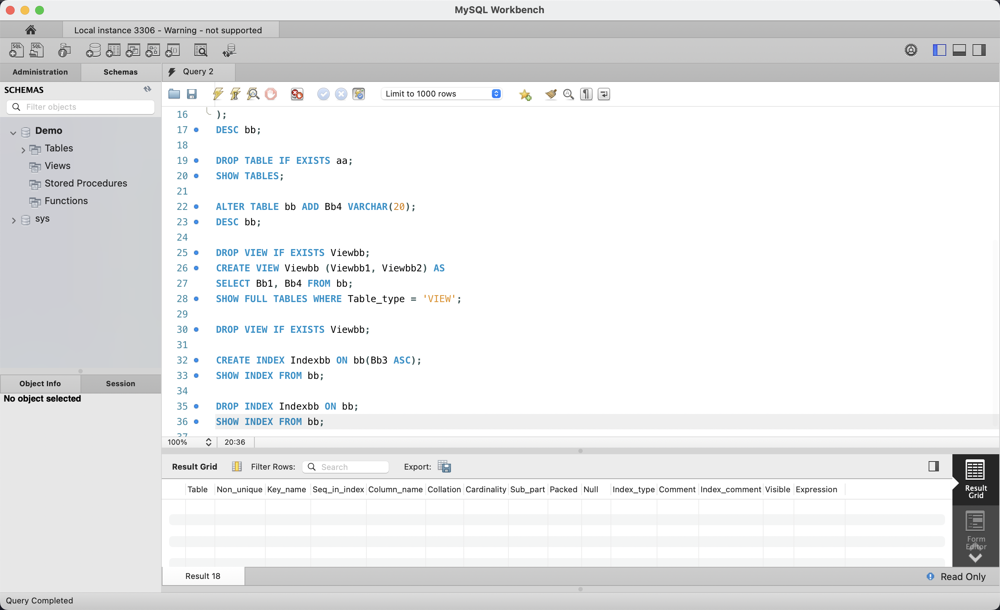 MySQL Workbench
Local instance 3306 - Warning - not supported
Administration
Schemas
Query 2
SCHEMAS
Filter objects
Demo
Tables
Views
Stored Procedures
Functions
sys
Object Info
Session
No object selected
Limit to 1000 rows
16 );
17 DESC bb;
18
19 DROP TABLE IF EXISTS aa;
20 SHOW TABLES;
21
22 ALTER TABLE bb ADD Bb4 VARCHAR(20);
23 DESC bb;
24
25 DROP VIEW IF EXISTS Viewbb;
26 CREATE VIEW Viewbb (Viewbb1, Viewbb2) AS
27 SELECT Bb1, Bb4 FROM bb;
28 SHOW FULL TABLES WHERE Table_type = 'VIEW';
29
30 DROP VIEW IF EXISTS Viewbb;
31
32 CREATE INDEX Indexbb ON bb(Bb3 ASC);
33 SHOW INDEX FROM bb;
34
35 DROP INDEX Indexbb ON bb;
36 SHOW INDEX FROM bb;
37
100% 20:36
Result Grid Filter Rows: Search Export:
Table Non_unique Key_name Seq_in_index Column_name Collation Cardinality Sub_part Packed Null Index_type Comment Index_comment Visible Expression
Result
Grid
Form
Editor
Result 18
Read Only
Query Completed